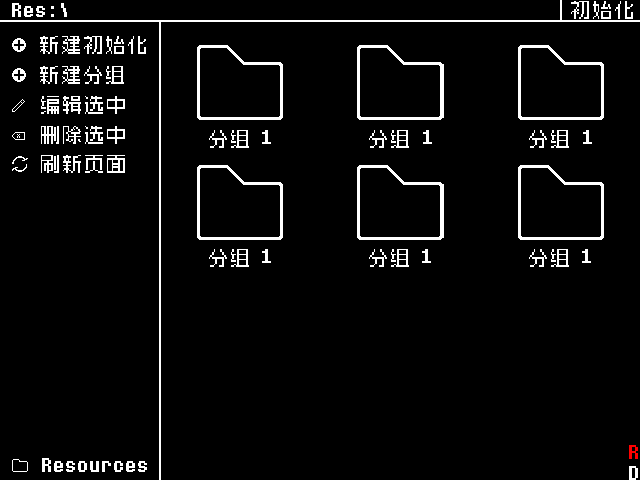 Res:\ 初始化
新建初始化
新建分组
编辑选中
删除选中
刷新页面
分组 1 分组 1 分组 1
分组 1 分组 1 分组 1
Resources
R
D